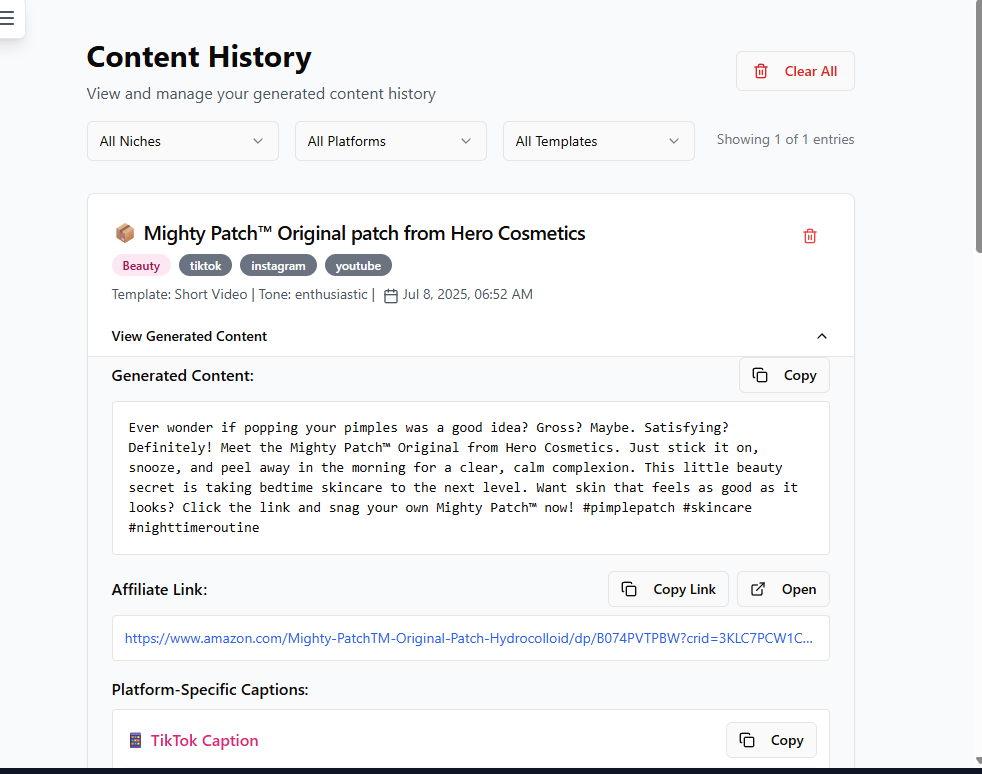 Content History
Clear All
View and manage your generated content history
All Niches
All Platforms
All Templates
Showing 1 of 1 entries
Mighty Patch™ Original patch from Hero Cosmetics
Beauty
tiktok
instagram
youtube
Template: Short Video | Tone: enthusiastic | Jul 8, 2025, 06:52 AM
View Generated Content
Generated Content:
Copy
Ever wonder if popping your pimples was a good idea? Gross? Maybe. Satisfying?
Definitely! Meet the Mighty Patch™ Original from Hero Cosmetics. Just stick it on,
snooze, and peel away in the morning for a clear, calm complexion. This little beauty
secret is taking bedtime skincare to the next level. Want skin that feels as good as it
looks? Click the link and snag your own Mighty Patch™ now! #pimplepatch #skincare
#nighttimeroutine
Affiliate Link:
Copy Link
Open
https://www.amazon.com/Mighty-PatchTM-Original-Patch-Hydrocolloid/dp/B074PVTPBW?crid=3KLC7PCW1C...
Platform-Specific Captions:
TikTok Caption
Copy